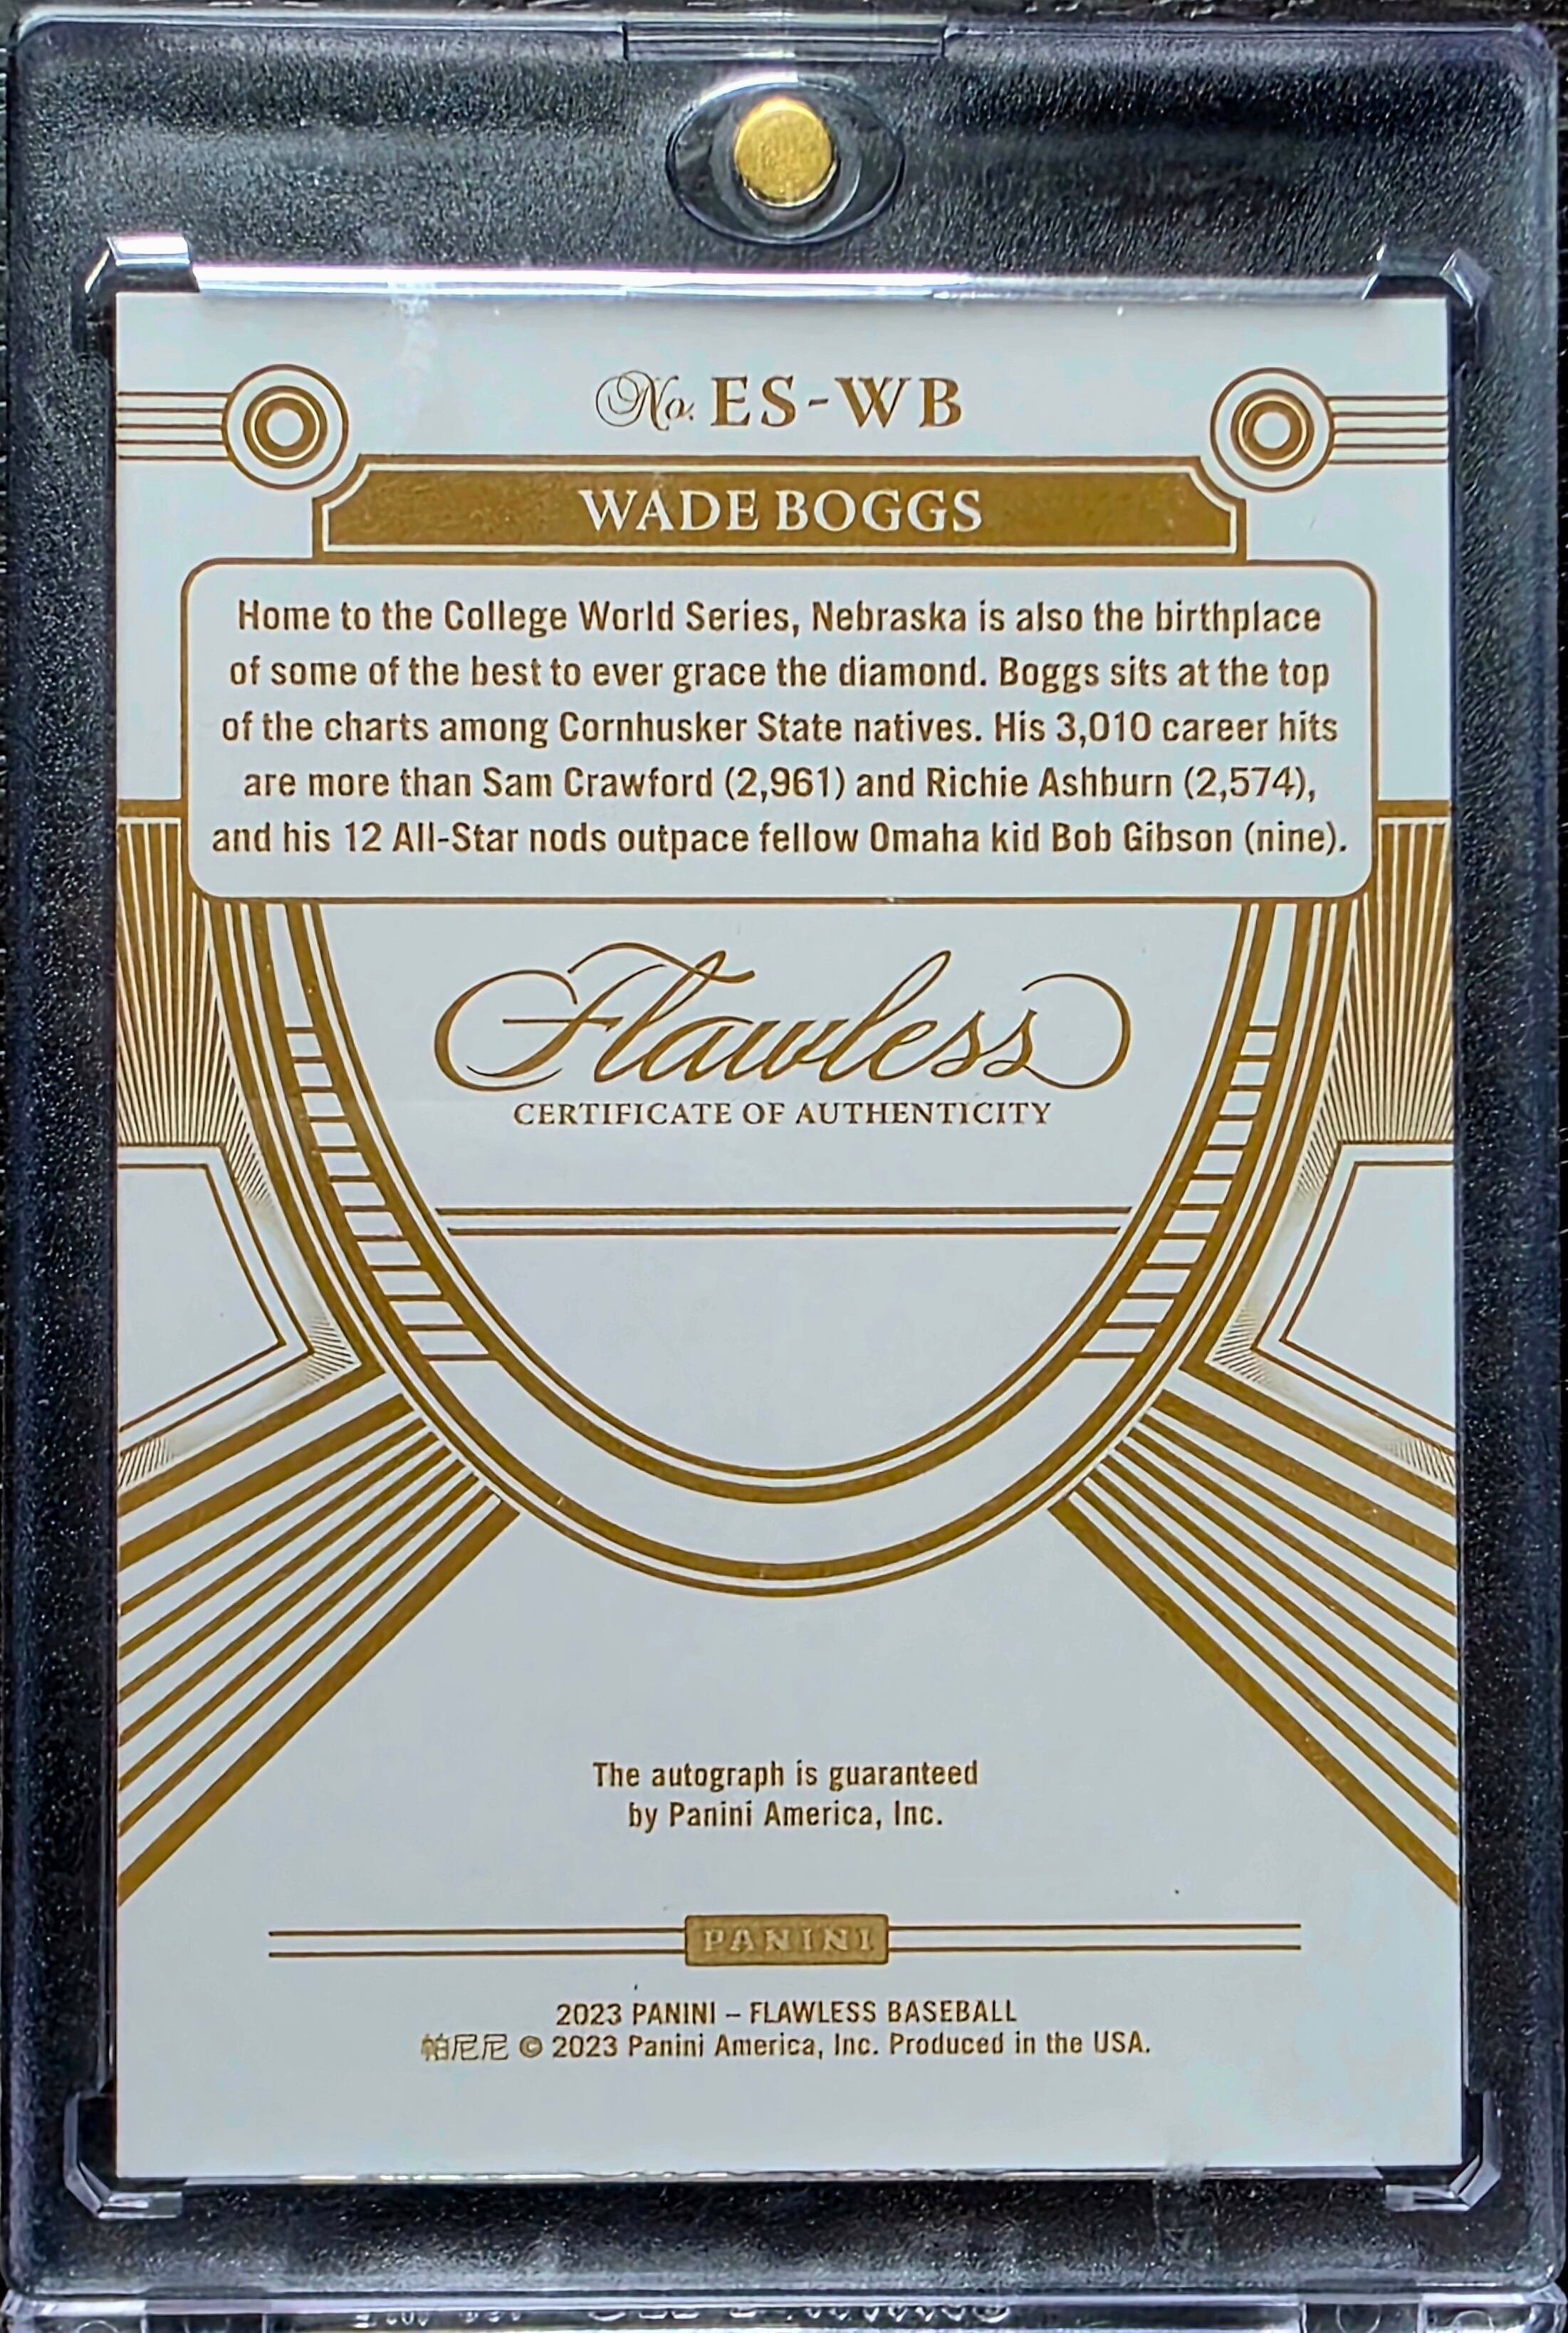 No. ES-WB
WADE BOGGS
Home to the College World Series, Nebraska is also the birthplace
of some of the best to ever grace the diamond. Boggs sits at the top
of the charts among Cornhusker State natives. His 3,010 career hits
are more than Sam Crawford (2,961) and Richie Ashburn (2,574),
and his 12 All-Star nods outpace fellow Omaha kid Bob Gibson (nine).
Flawless
CERTIFICATE OF AUTHENTICITY
The autograph is guaranteed
by Panini America, Inc.
PANINI
2023 PANINI – FLAWLESS BASEBALL
帕尼尼 © 2023 Panini America, Inc. Produced in the USA.